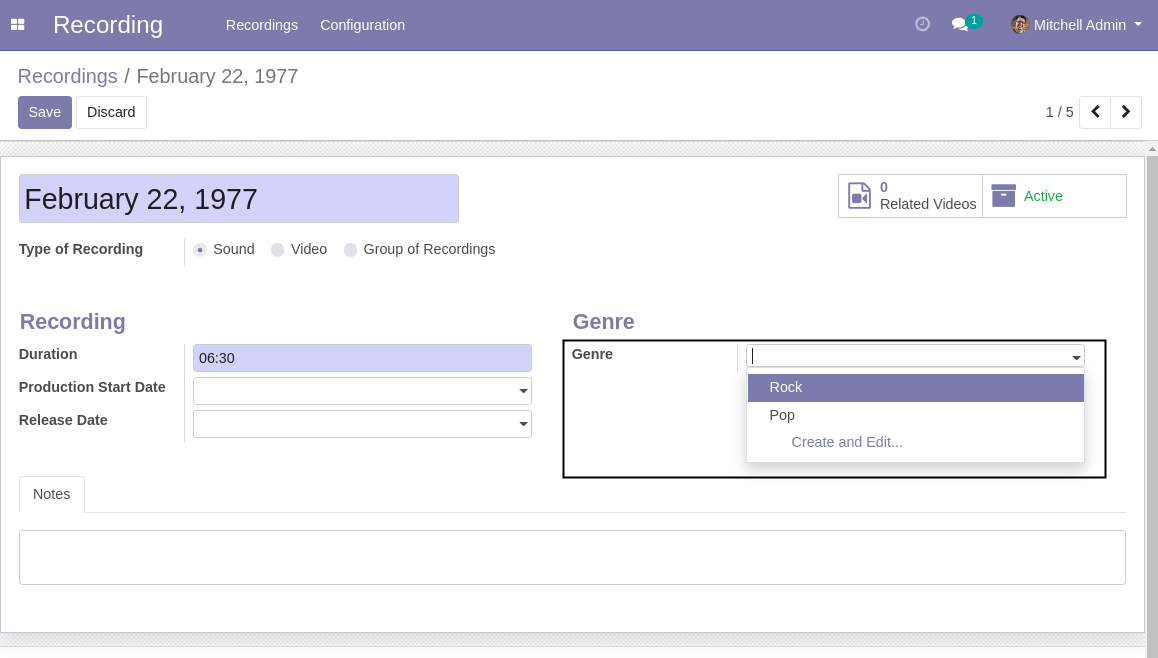 Recording Recordings Configuration 1 Mitchell Admin
Recordings / February 22, 1977
Save Discard 1 / 5
February 22, 1977
0
Related Videos
Active
Type of Recording Sound Video Group of Recordings
Recording Genre
Duration 06:30 Genre
Rock
Production Start Date
Pop
Release Date
Create and Edit...
Notes